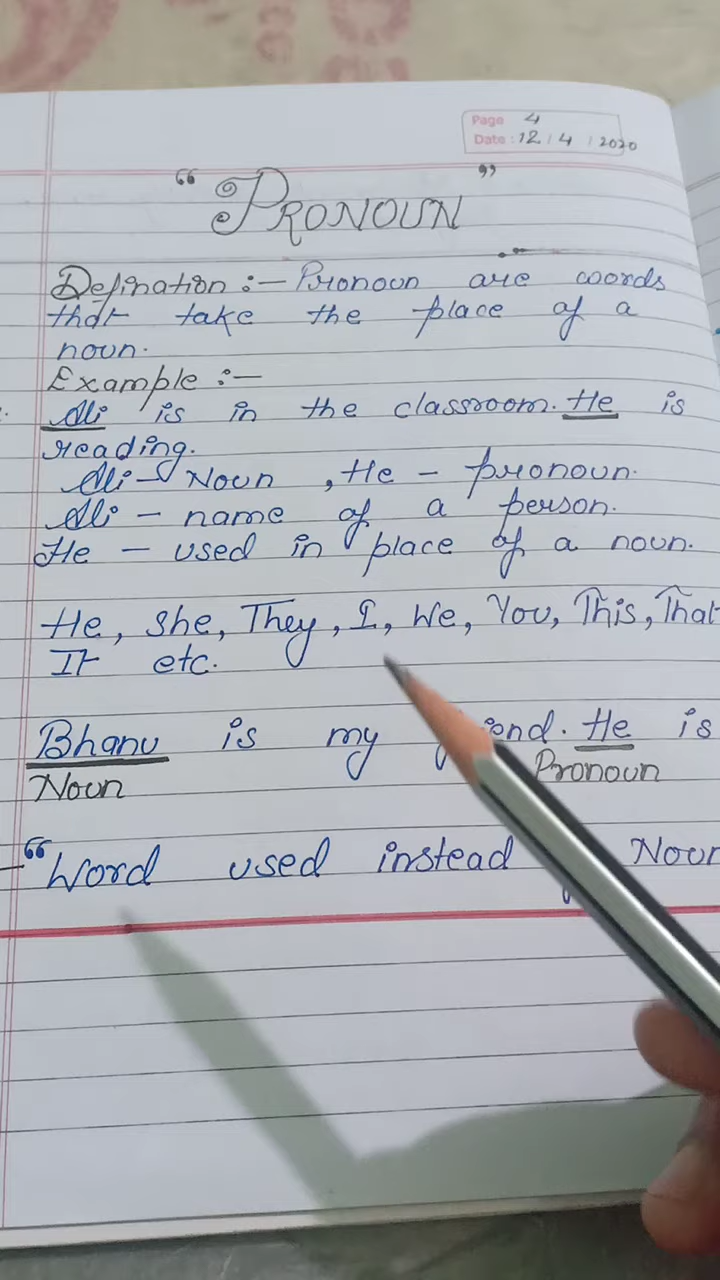 Page 4
Date : 12 / 4 / 2020
“PRONOUN”
Defination :— Pronoun are words
that take the place of a
noun.
Example :—
Ali is in the classroom. He is
reading.
Ali – Noun , He – pronoun.
Ali – name of a person.
He – used in place of a noun.
He, She, They, I, We, You, This, That
It etc.
Bhanu is my end. He is
Noun Pronoun
“Word used instead Noun